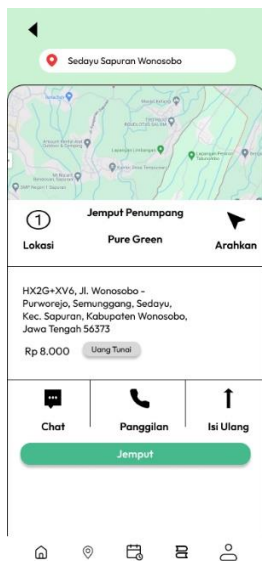 Sedayu Sapuran Wonosobo
1
Jemput Penumpang
Lokasi
Pure Green
Arahkan
HX2G+XV6, Jl. Wonosobo -
Purworejo, Semunggang, Sedayu,
Kec. Sapuran, Kabupaten Wonosobo,
Jawa Tengah 56373
Rp 8.000
Uang Tunai
Chat
Panggilan
Isi Ulang
Jemput